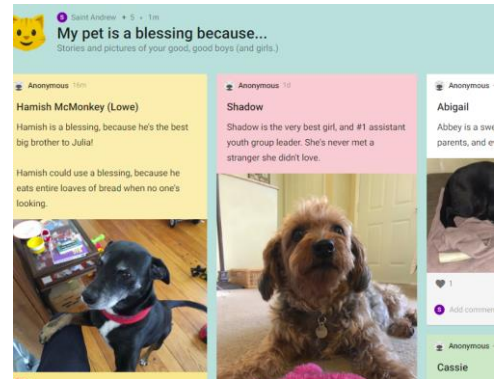 S Saint Andrew + 5 • 1m
My pet is a blessing because...
Stories and pictures of your good, good boys (and girls.)
Anonymous 16m
Hamish McMonkey (Lowe)
Hamish is a blessing, because he's the best
big brother to Julia!
Hamish could use a blessing, because he
eats entire loaves of bread when no one's
looking.
Anonymous 1d
Shadow
Shadow is the very best girl, and #1 assistant
youth group leader. She's never met a
stranger she didn't love.
Anonymous
Abigail
Abbey is a swe
parents, and e
1
S Add commen
Anonymous
Cassie